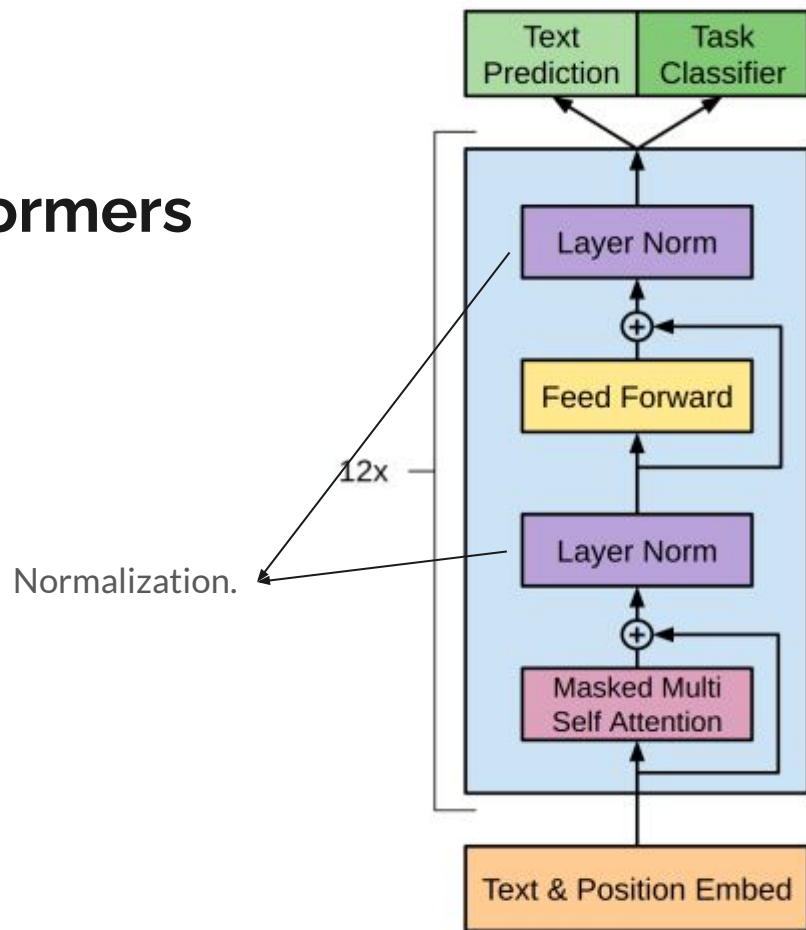 Text
Prediction
Task
Classifier
ormers
Layer Norm
+
Feed Forward
12x
Layer Norm
Normalization.
+
Masked Multi
Self Attention
Text & Position Embed